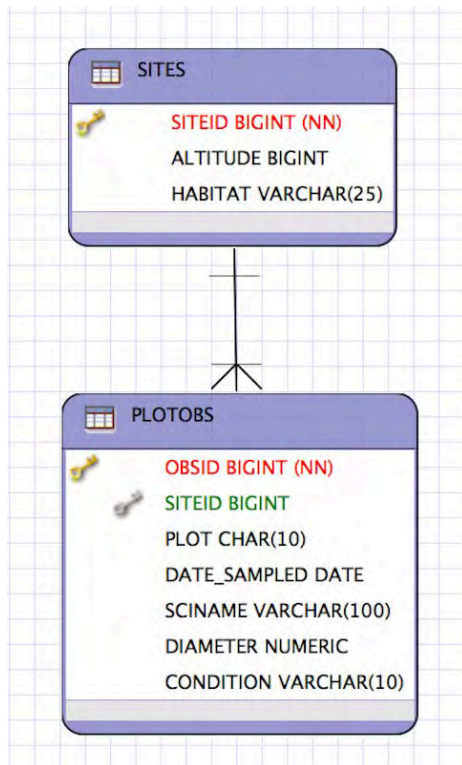 SITES
SITEID BIGINT (NN)
ALTITUDE BIGINT
HABITAT VARCHAR(25)
PLOTOBS
OBSID BIGINT (NN)
SITEID BIGINT
PLOT CHAR(10)
DATE_SAMPLED DATE
SCINAME VARCHAR(100)
DIAMETER NUMERIC
CONDITION VARCHAR(10)